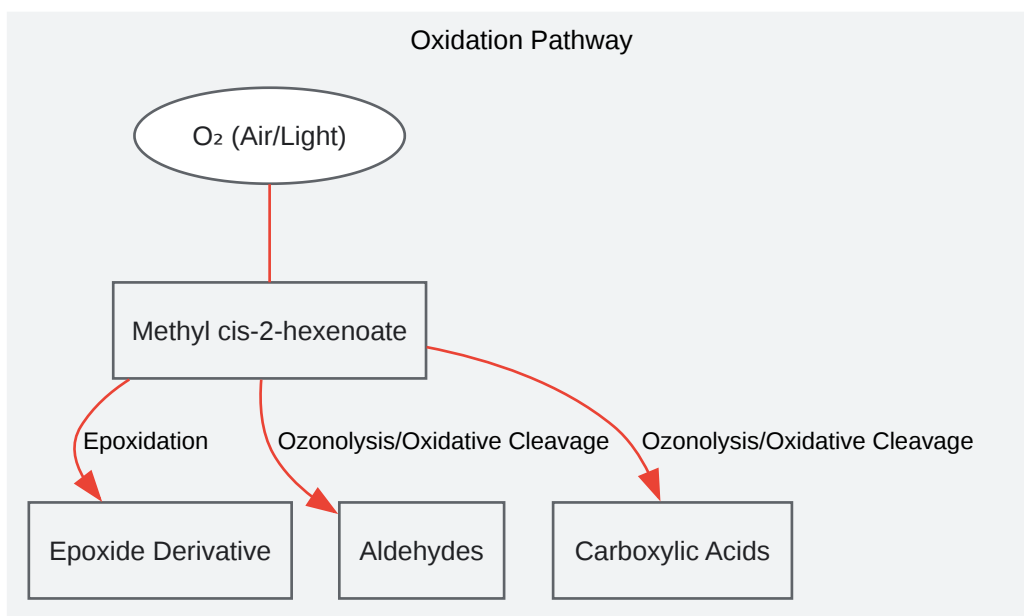 Oxidation Pathway
O₂ (Air/Light)
Methyl cis-2-hexenoate
Epoxidation
Ozonolysis/Oxidative Cleavage
Ozonolysis/Oxidative Cleavage
Epoxide Derivative
Aldehydes
Carboxylic Acids